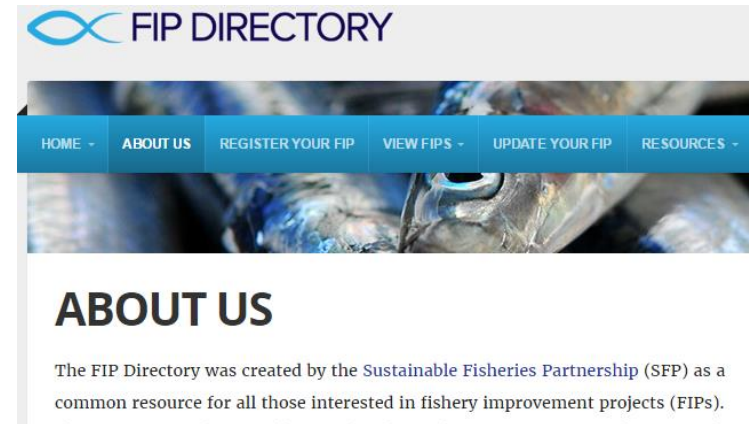 FIP DIRECTORY
HOME ABOUT US REGISTER YOUR FIP VIEW FIPS UPDATE YOUR FIP RESOURCES
ABOUT US
The FIP Directory was created by the Sustainable Fisheries Partnership (SFP) as a
common resource for all those interested in fishery improvement projects (FIPs).